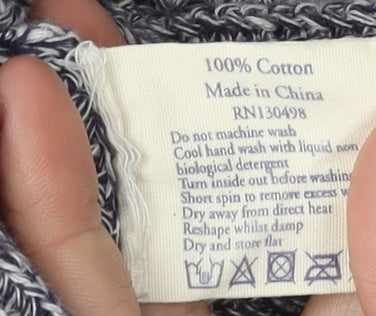 100% Cotton
Made in China
RN130498
Do not machine wash
Cool hand wash with liquid non
biological detergent
Turn inside out before washing
Short spin to remove excess w
Dry away from direct heat
Reshape whilst damp
Dry and store flat